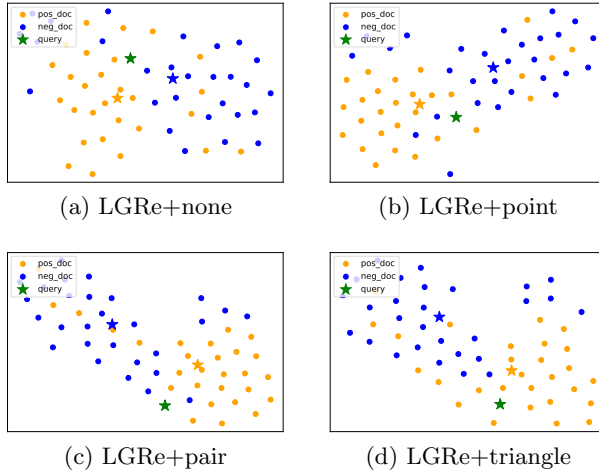 pos_doc
neg_doc
query
pos_doc
neg_doc
query
(a) LGRe+none
(b) LGRe+point
pos_doc
neg_doc
query
pos_doc
neg_doc
query
(c) LGRe+pair
(d) LGRe+triangle